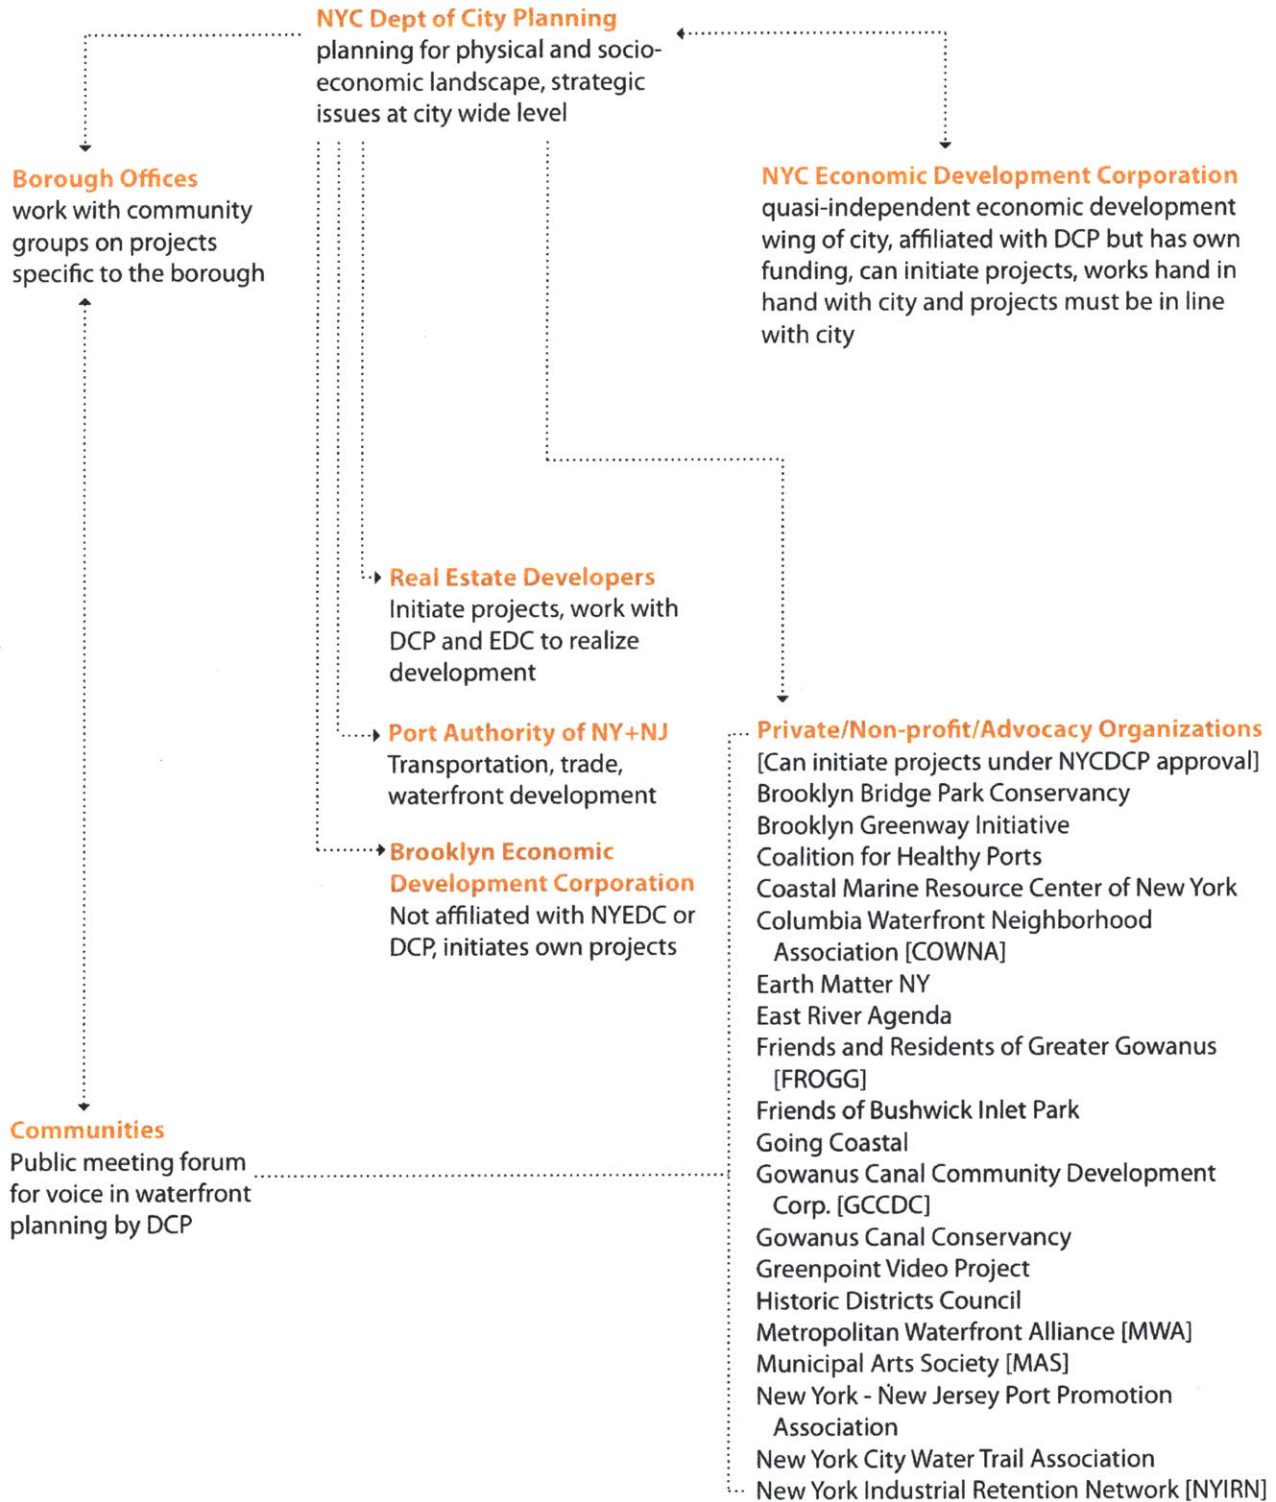 NYC Dept of City Planning
planning for physical and socio-
economic landscape, strategic
issues at city wide level
Borough Offices
work with community
groups on projects
specific to the borough
NYC Economic Development Corporation
quasi-independent economic development
wing of city, affiliated with DCP but has own
funding, can initiate projects, works hand in
hand with city and projects must be in line
with city
Real Estate Developers
Initiate projects, work with
DCP and EDC to realize
development
Port Authority of NY+NJ
Transportation, trade,
waterfront development
Brooklyn Economic
Development Corporation
Not affiliated with NYEDC or
DCP, initiates own projects
Communities
Public meeting forum
for voice in waterfront
planning by DCP
Private/Non-profit/Advocacy Organizations
[Can initiate projects under NYCDCP approval]
Brooklyn Bridge Park Conservancy
Brooklyn Greenway Initiative
Coalition for Healthy Ports
Coastal Marine Resource Center of New York
Columbia Waterfront Neighborhood
Association [COWNA]
Earth Matter NY
East River Agenda
Friends and Residents of Greater Gowanus
[FROGG]
Friends of Bushwick Inlet Park
Going Coastal
Gowanus Canal Community Development
Corp. [GCCDC]
Gowanus Canal Conservancy
Greenpoint Video Project
Historic Districts Council
Metropolitan Waterfront Alliance [MWA]
Municipal Arts Society [MAS]
New York - New Jersey Port Promotion
Association
New York City Water Trail Association
New York Industrial Retention Network [NYIRN]